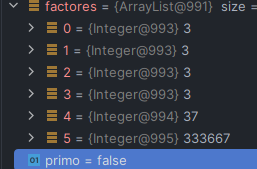 factores = {ArrayList@991} size =
0 = {Integer@993} 3
1 = {Integer@993} 3
2 = {Integer@993} 3
3 = {Integer@993} 3
4 = {Integer@994} 37
5 = {Integer@995} 333667
01 primo = false